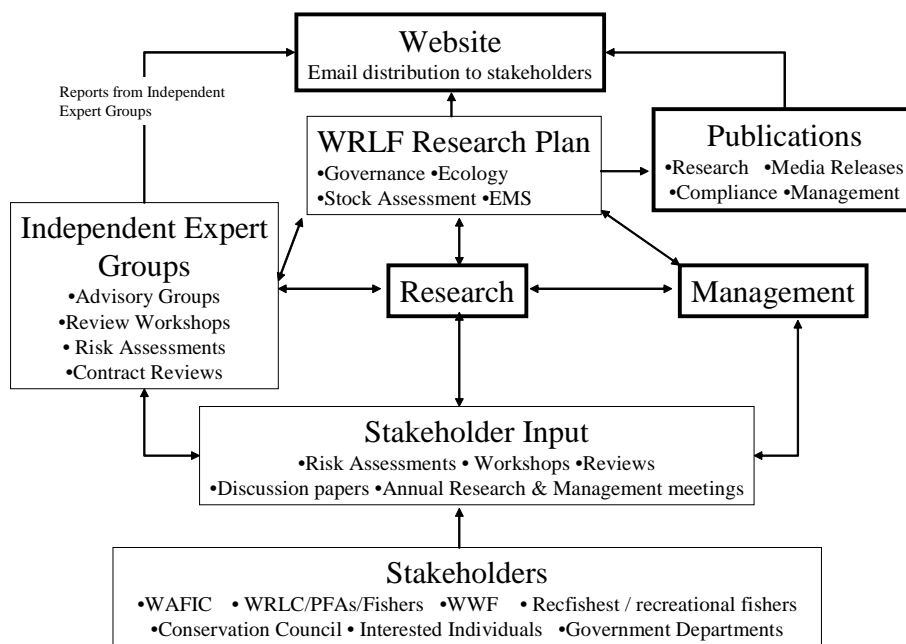 Website
Email distribution to stakeholders
Reports from Independent
Expert Groups
WRLF Research Plan
•Governance •Ecology
•Stock Assessment •EMS
Publications
•Research •Media Releases
•Compliance •Management
Independent Expert
Groups
•Advisory Groups
•Review Workshops
• Risk Assessments
•Contract Reviews
Research
Management
Stakeholder Input
•Risk Assessments • Workshops •Reviews
•Discussion papers •Annual Research & Management meetings
Stakeholders
•WAFIC • WRLC/PFAs/Fishers •WWF • Recfishest / recreational fishers
•Conservation Council • Interested Individuals •Government Departments